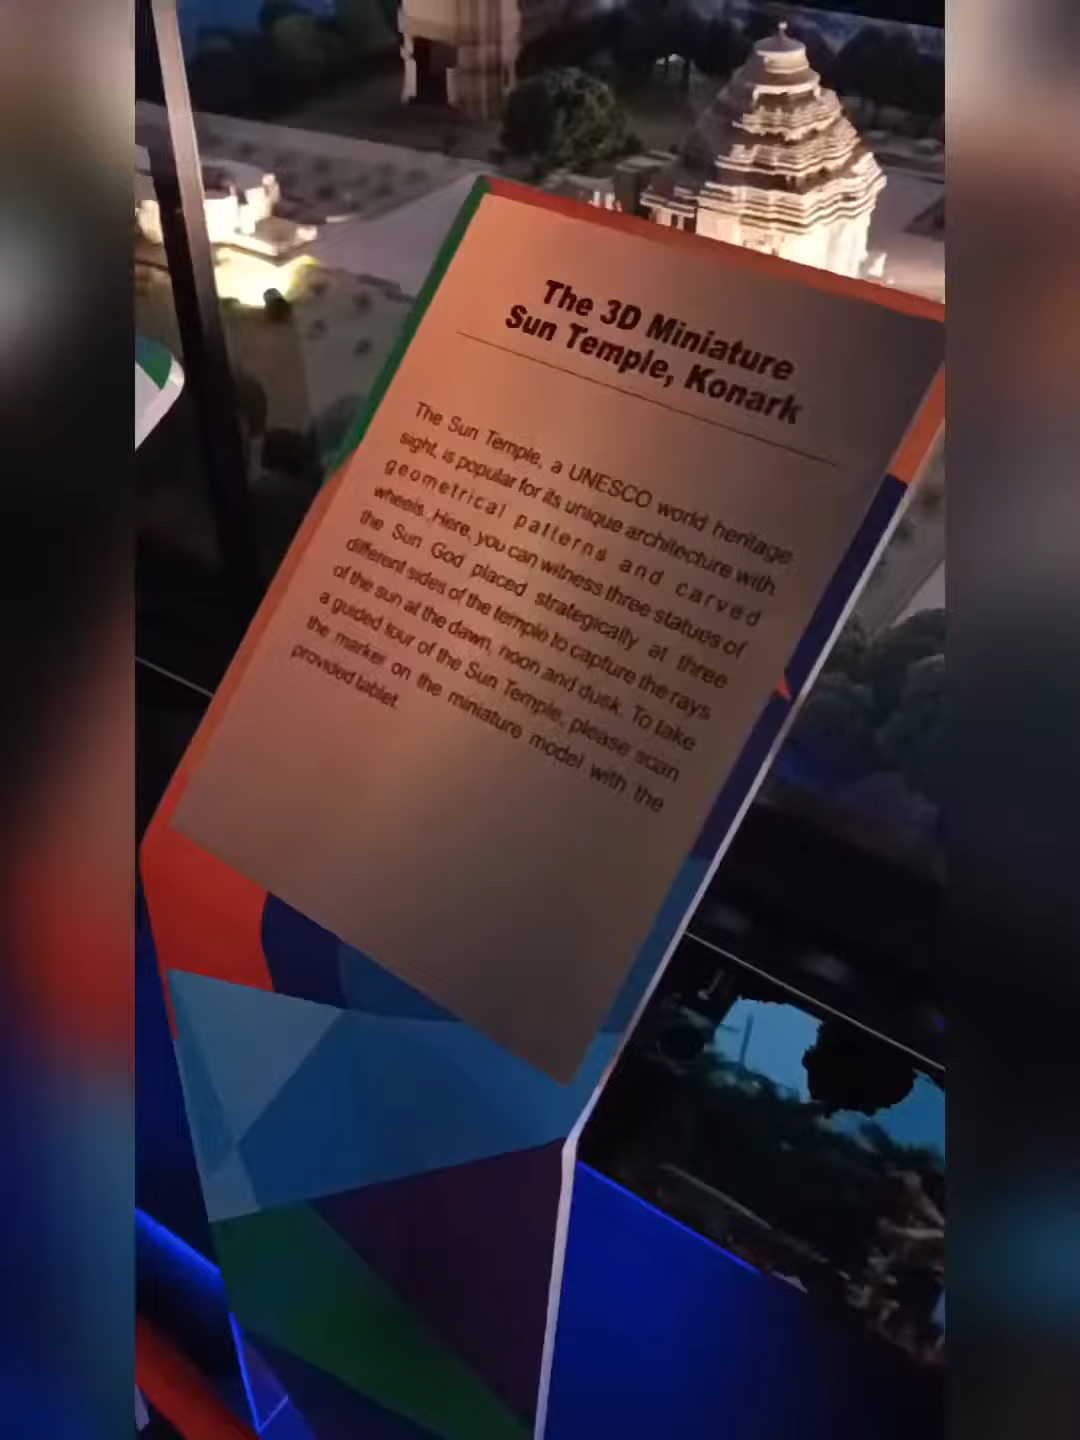 The 3D Miniature
Sun Temple, Konark
The Sun Temple, a UNESCO world heritage
sight, is popular for its unique architecture with
geometrical patterns and carved
wheels. Here, you can witness three statues of
the Sun God placed strategically at three
different sides of the temple to capture the rays
of the sun at the dawn, noon and dusk. To take
a guided tour of the Sun Temple, please scan
the marker on the miniature model with the
provided tablet.